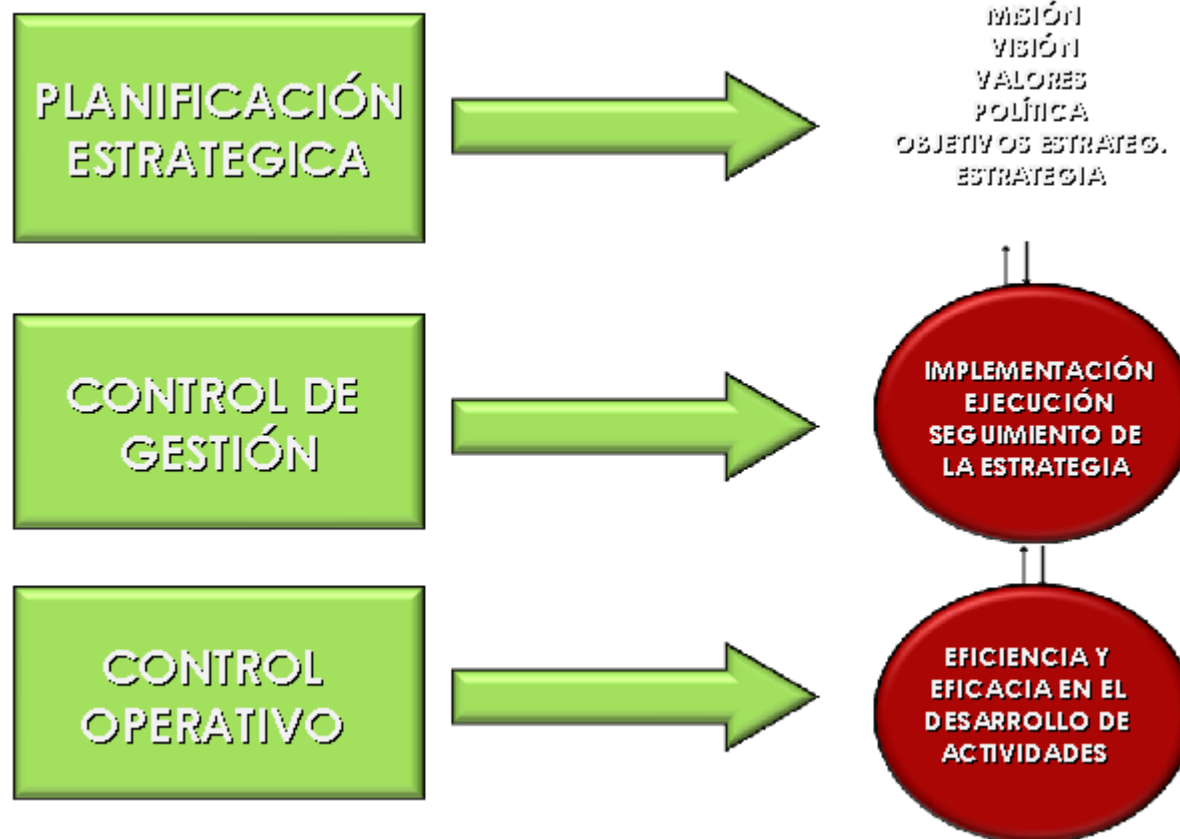 PLANIFICACIÓN
ESTRATEGICA
MISIÓN
VISIÓN
VALORES
POLÍTICA
OBJETIVOS ESTRATEG.
ESTRATEGIA
CONTROL DE
GESTIÓN
IMPLEMENTACIÓN
EJECUCIÓN
SEGUIMIENTO DE
LA ESTRATEGIA
CONTROL
OPERATIVO
EFICIENCIA Y
EFICACIA EN EL
DESARROLLO DE
ACTIVIDADES